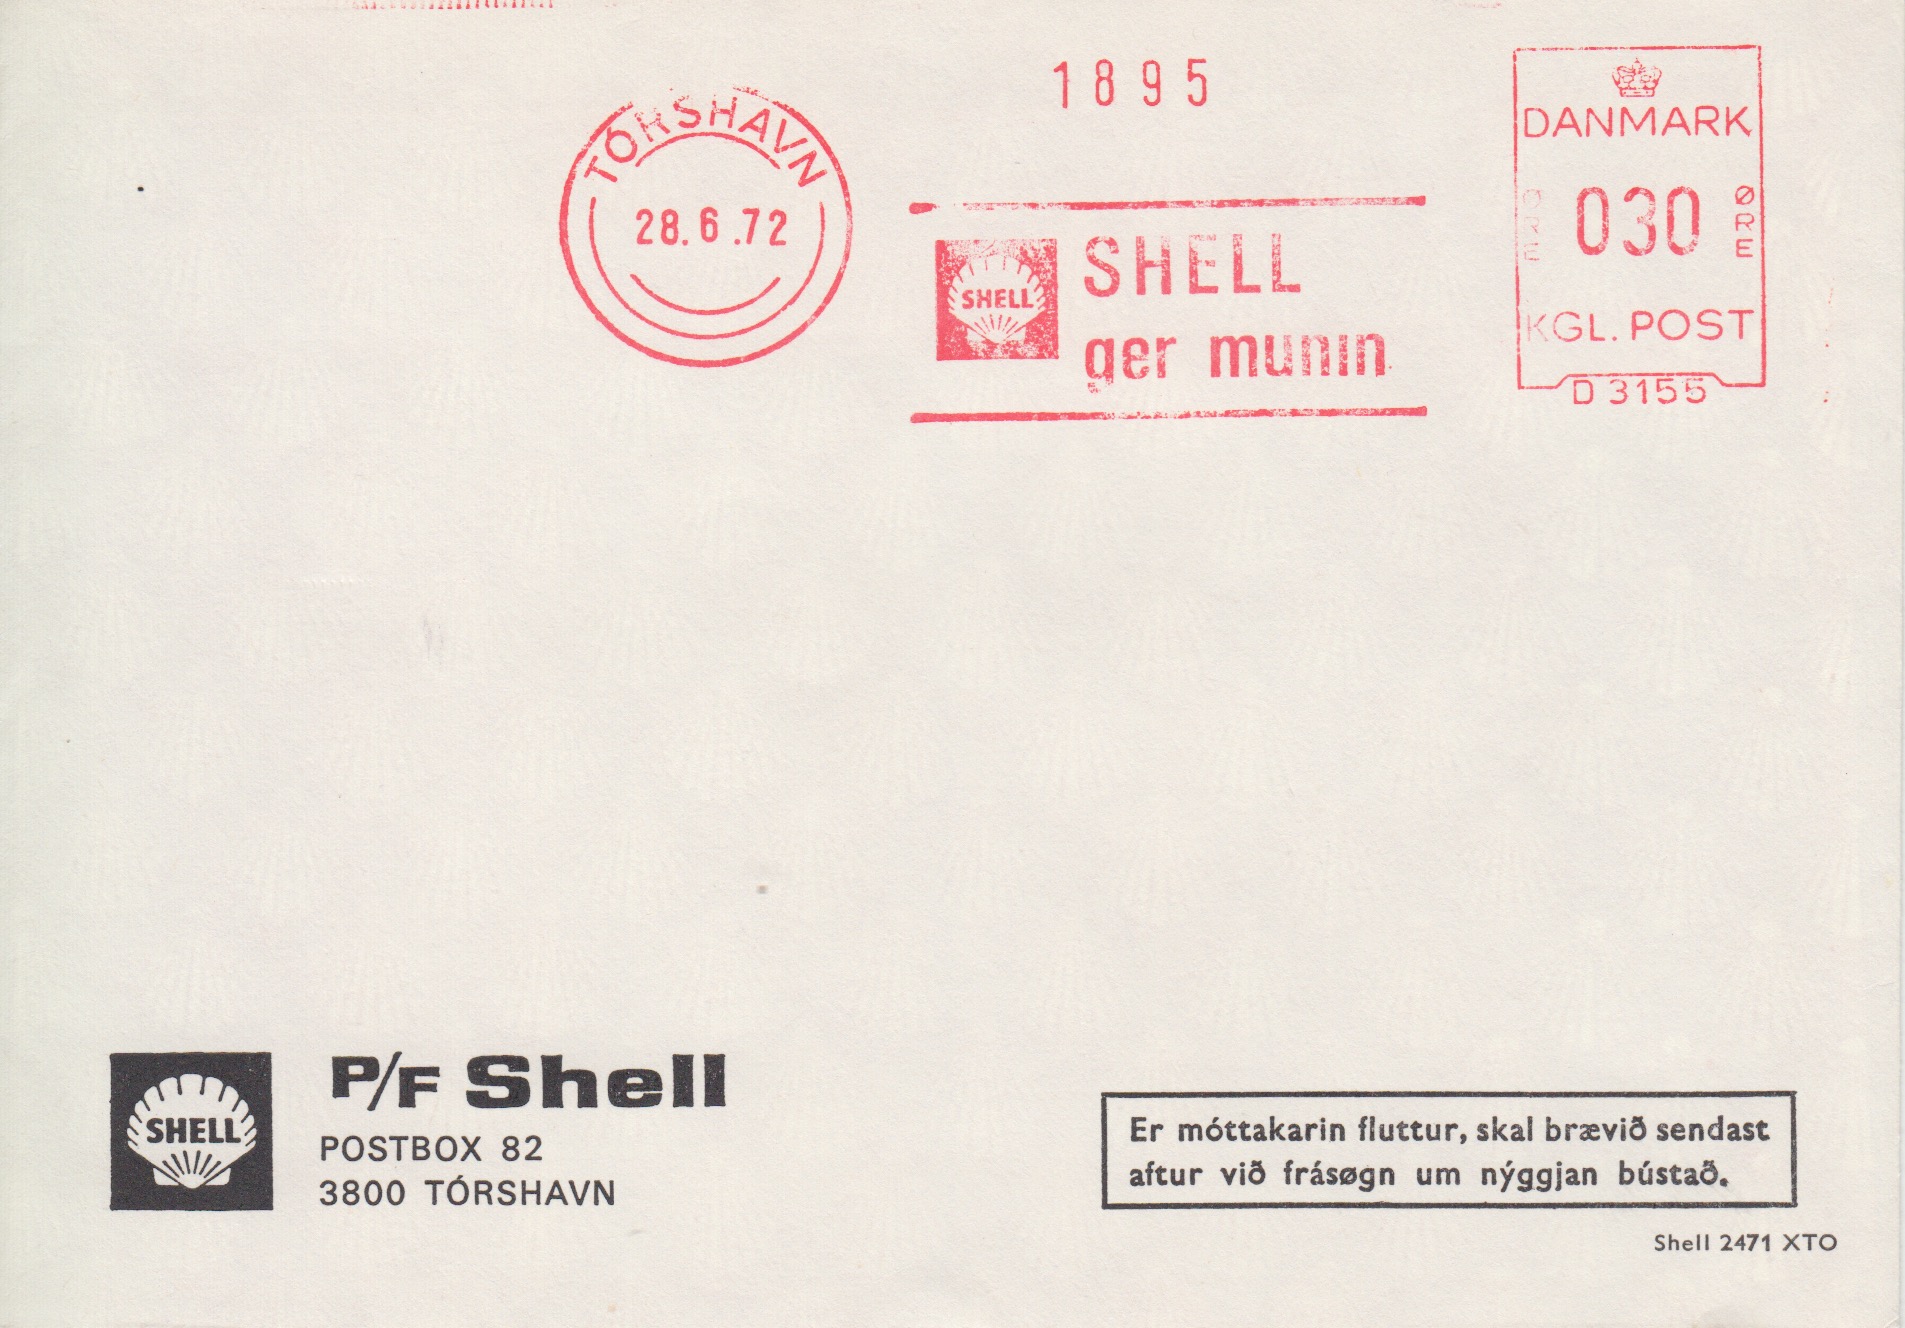 1895
TÓRSHAVN
28.6.72
SHELL
SHELL
ger munin
DANMARK
ØRE 030 ØRE
KGL. POST
D 3155
SHELL
P/F Shell
POSTBOX 82
3800 TÓRSHAVN
Er móttakarin fluttur, skal brævið sendast
aftur við frásøgn um nýggjan bústað.
Shell 2471 XTO